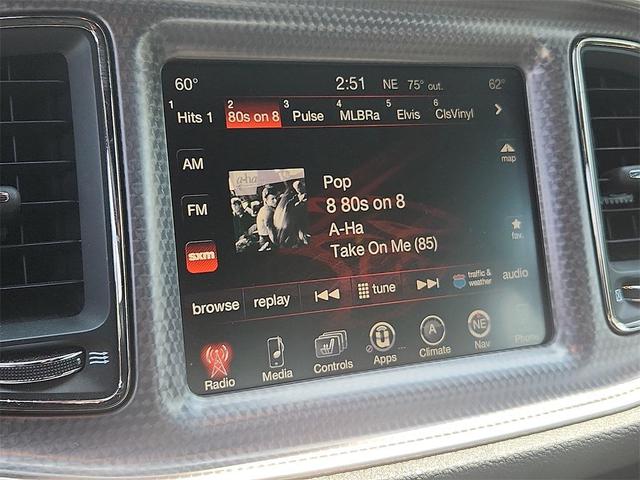 60° 2:51 NE 75° out. 62°
1 Hits 1 2 80s on 8 3 Pulse 4 MLBRa 5 Elvis 6 ClsVinyl
AM
map
a-ha
Pop
FM
8 80s on 8
A-Ha
fav.
Take On Me (85)
sxm
browse replay tune traffic & weather audio
A NE
Radio Media Controls Apps Climate Nav Phone